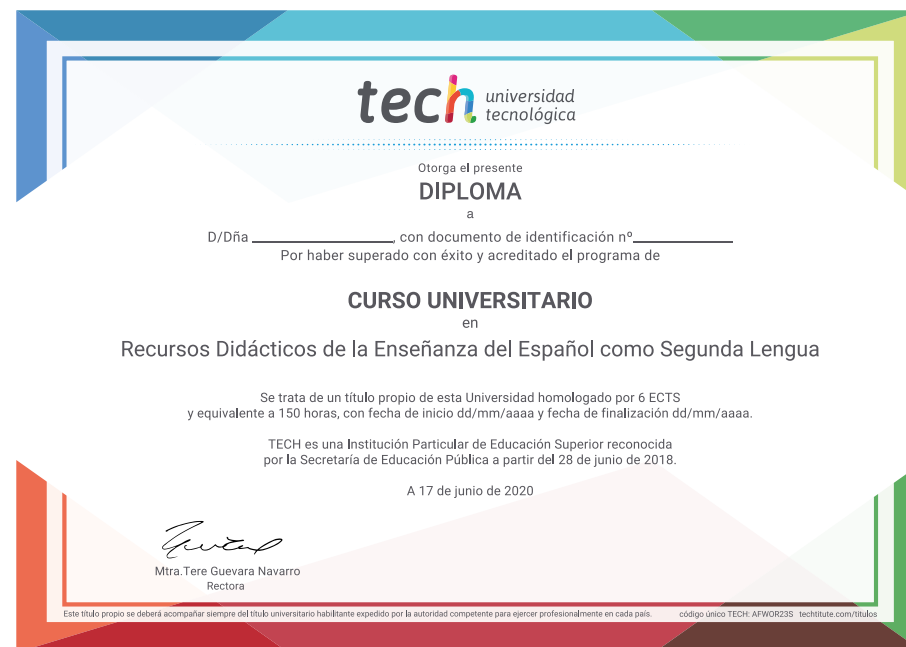 tech universidad
tecnológica
Otorga el presente
DIPLOMA
a
D/Dña ____________________, con documento de identificación nº______________
Por haber superado con éxito y acreditado el programa de
CURSO UNIVERSITARIO
en
Recursos Didácticos de la Enseñanza del Español como Segunda Lengua
Se trata de un título propio de esta Universidad homologado por 6 ECTS
y equivalente a 150 horas, con fecha de inicio dd/mm/aaaa y fecha de finalización dd/mm/aaaa.
TECH es una Institución Particular de Educación Superior reconocida
por la Secretaría de Educación Pública a partir del 28 de junio de 2018.
A 17 de junio de 2020
Mtra.Tere Guevara Navarro
Rectora
Este título propio se deberá acompañar siempre del título universitario habilitante expedido por la autoridad competente para ejercer profesionalmente en cada país. código único TECH: AFWOR23S techtitute.com/titulos